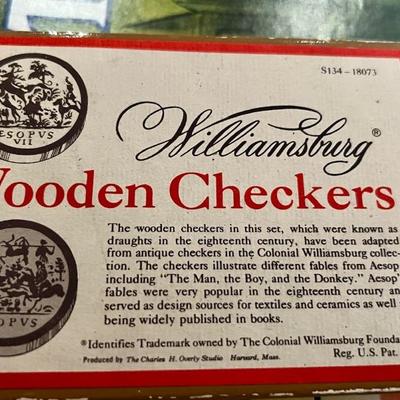 S134-18073
ESOPVS
VII
Williamsburg®
Wooden Checkers
The wooden checkers in this set, which were known as
draughts in the eighteenth century, have been adapted
from antique checkers in the Colonial Williamsburg collec-
tion. The checkers illustrate different fables from Aesop
including "The Man, the Boy, and the Donkey." Aesop'
fables were very popular in the eighteenth century an
served as design sources for textiles and ceramics as well
being widely published in books.
OPVS
®Identifies Trademark owned by The Colonial Williamsburg Founda
Reg. U.S. Pat.
Produced by The Charles H. Overly Studio Harvard, Mass.